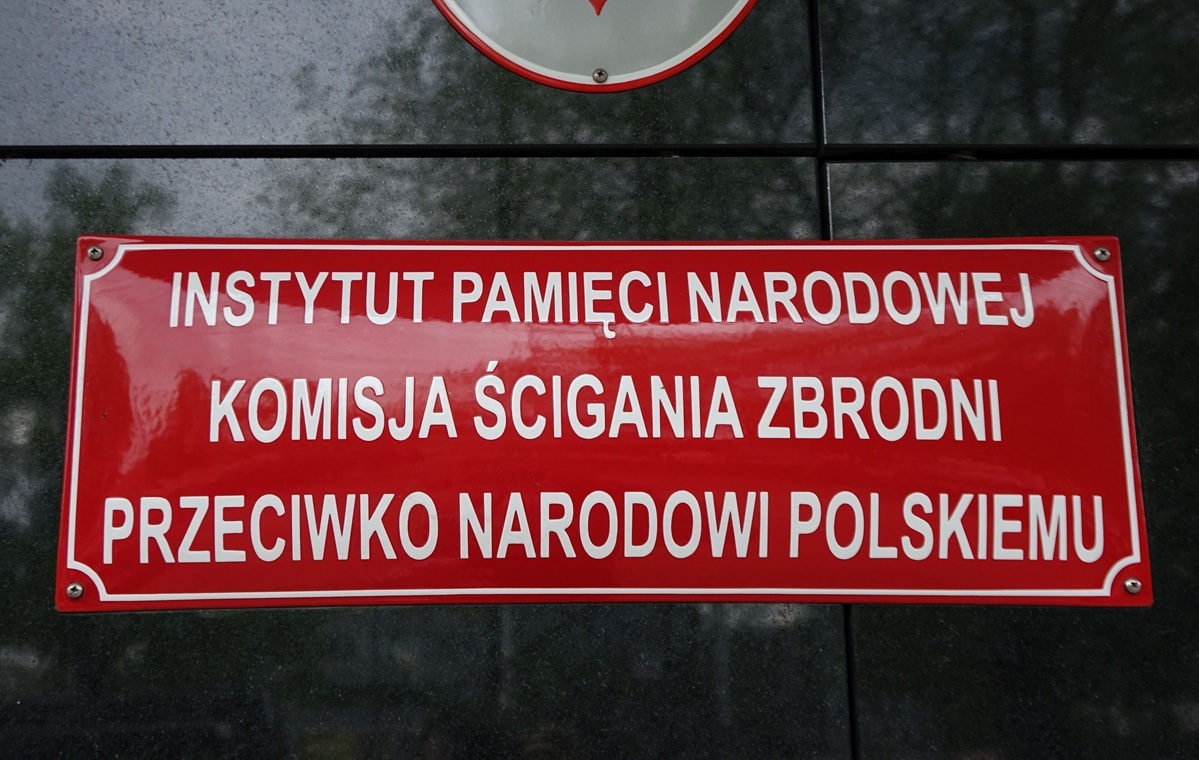 INSTYTUT PAMIĘCI NARODOWEJ
KOMISJA ŚCIGANIA ZBRODNI
PRZECIWKO NARODOWI POLSKIEMU